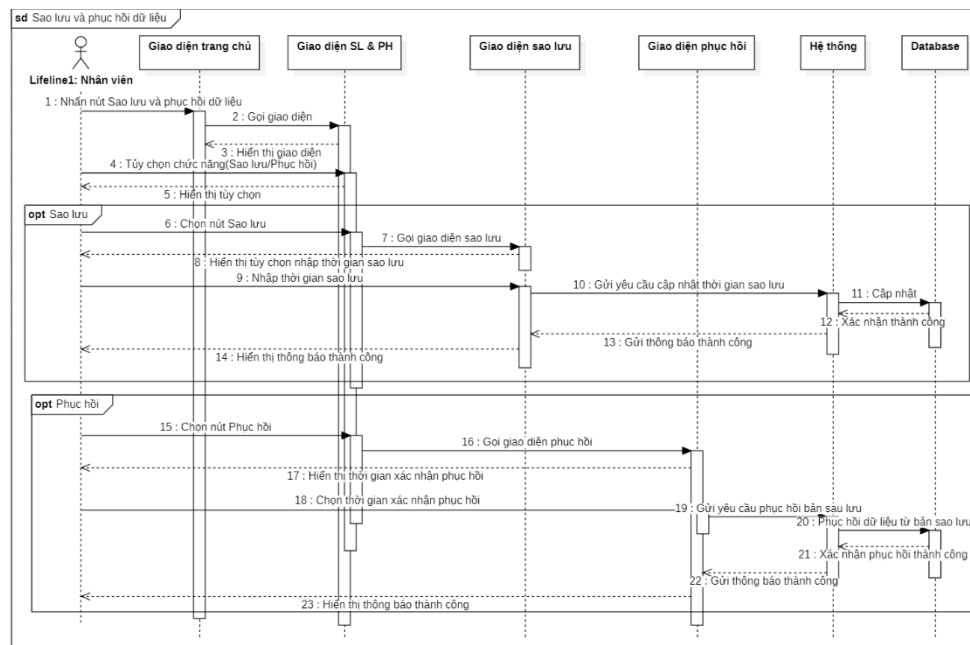 sd Sao lưu và phục hồi dữ liệu
Giao diện trang chủ
Giao diện SL & PH
Giao diện sao lưu
Giao diện phục hồi
Hệ thống
Database
Lifeline1: Nhân viên
1 : Nhấn nút Sao lưu và phục hồi dữ liệu
2 : Gọi giao diện
3 : Hiển thị giao diện
4 : Tủy chọn chức năng(Sao lưu/Phục hồi)
5 : Hiển thị tùy chọn
opt Sao lưu
6 : Chọn nút Sao lưu
7 : Gọi giao diện sao lưu
8 : Hiển thị tùy chọn nhập thời gian sao lưu
9 : Nhập thời gian sao lưu
10 : Gửi yêu cầu cập nhật thời gian sao lưu
11 : Cập nhật
12 : Xác nhận thành công
13 : Gửi thông báo thành công
14 : Hiển thị thông báo thành công
opt Phục hồi
15 : Chọn nút Phục hồi
16 : Gọi giao diện phục hồi
17 : Hiển thị thời gian xác nhận phục hồi
18 : Chọn thời gian xác nhận phục hồi
19 : Gửi yêu cầu phục hồi bản sau lưu
20 : Phục hồi dữ liệu từ bản sao lưu
21 : Xác nhận phục hồi thành công
22 : Gửi thông báo thành công
23 : Hiển thị thông báo thành công